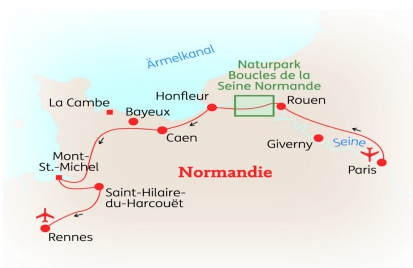 Ärmelkanal
Naturpark
Boucles de la
Seine Normande
Honfleur
Rouen
La Cambe
Bayeux
Caen
Giverny
Seine
Paris
Mont-
St.-Michel
Normandie
Saint-Hilaire-
du-Harcouët
Rennes